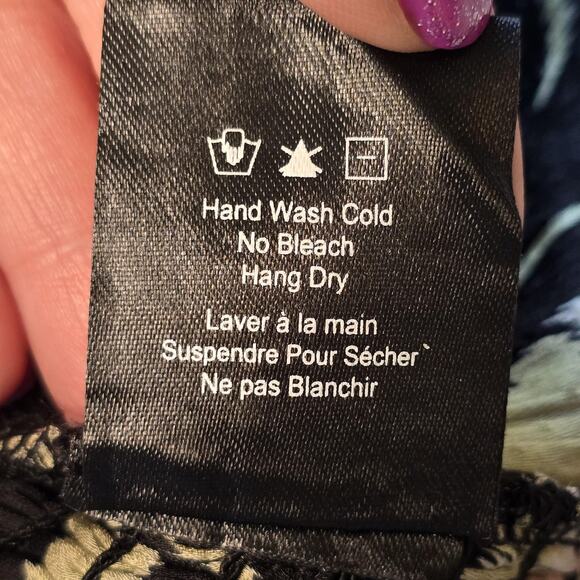 Hand Wash Cold
No Bleach
Hang Dry
Laver à la main
Suspendre Pour Sécher`
Ne pas Blanchir